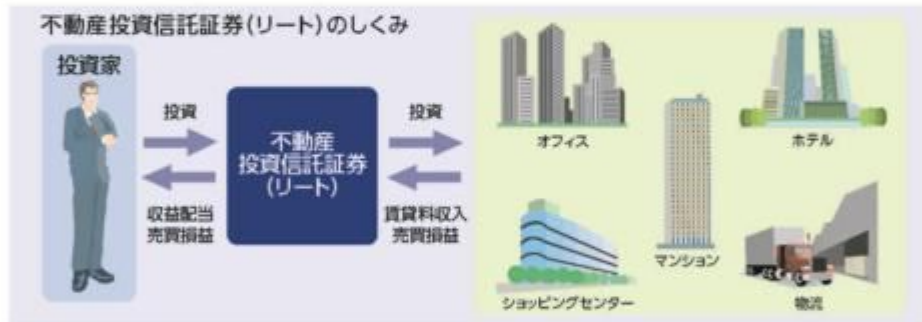 不動産投資信託証券(リート)のしくみ
投資家
投資
収益配当
売買損益
不動産
投資信託証券
(リート)
投資
賃貸料収入
売買損益
オフィス
マンション
ホテル
ショッピングセンター
物流